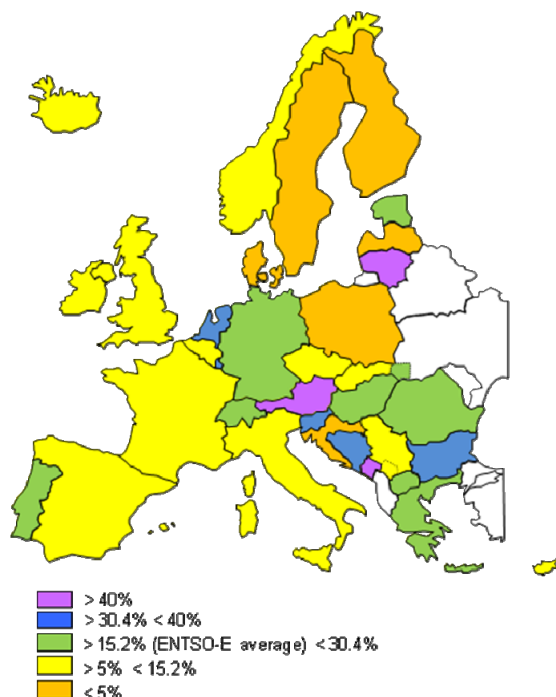 > 40%
> 30.4% < 40%
> 15.2% (ENTSO-E average) < 30.4%
> 5% < 15.2%
< 5%